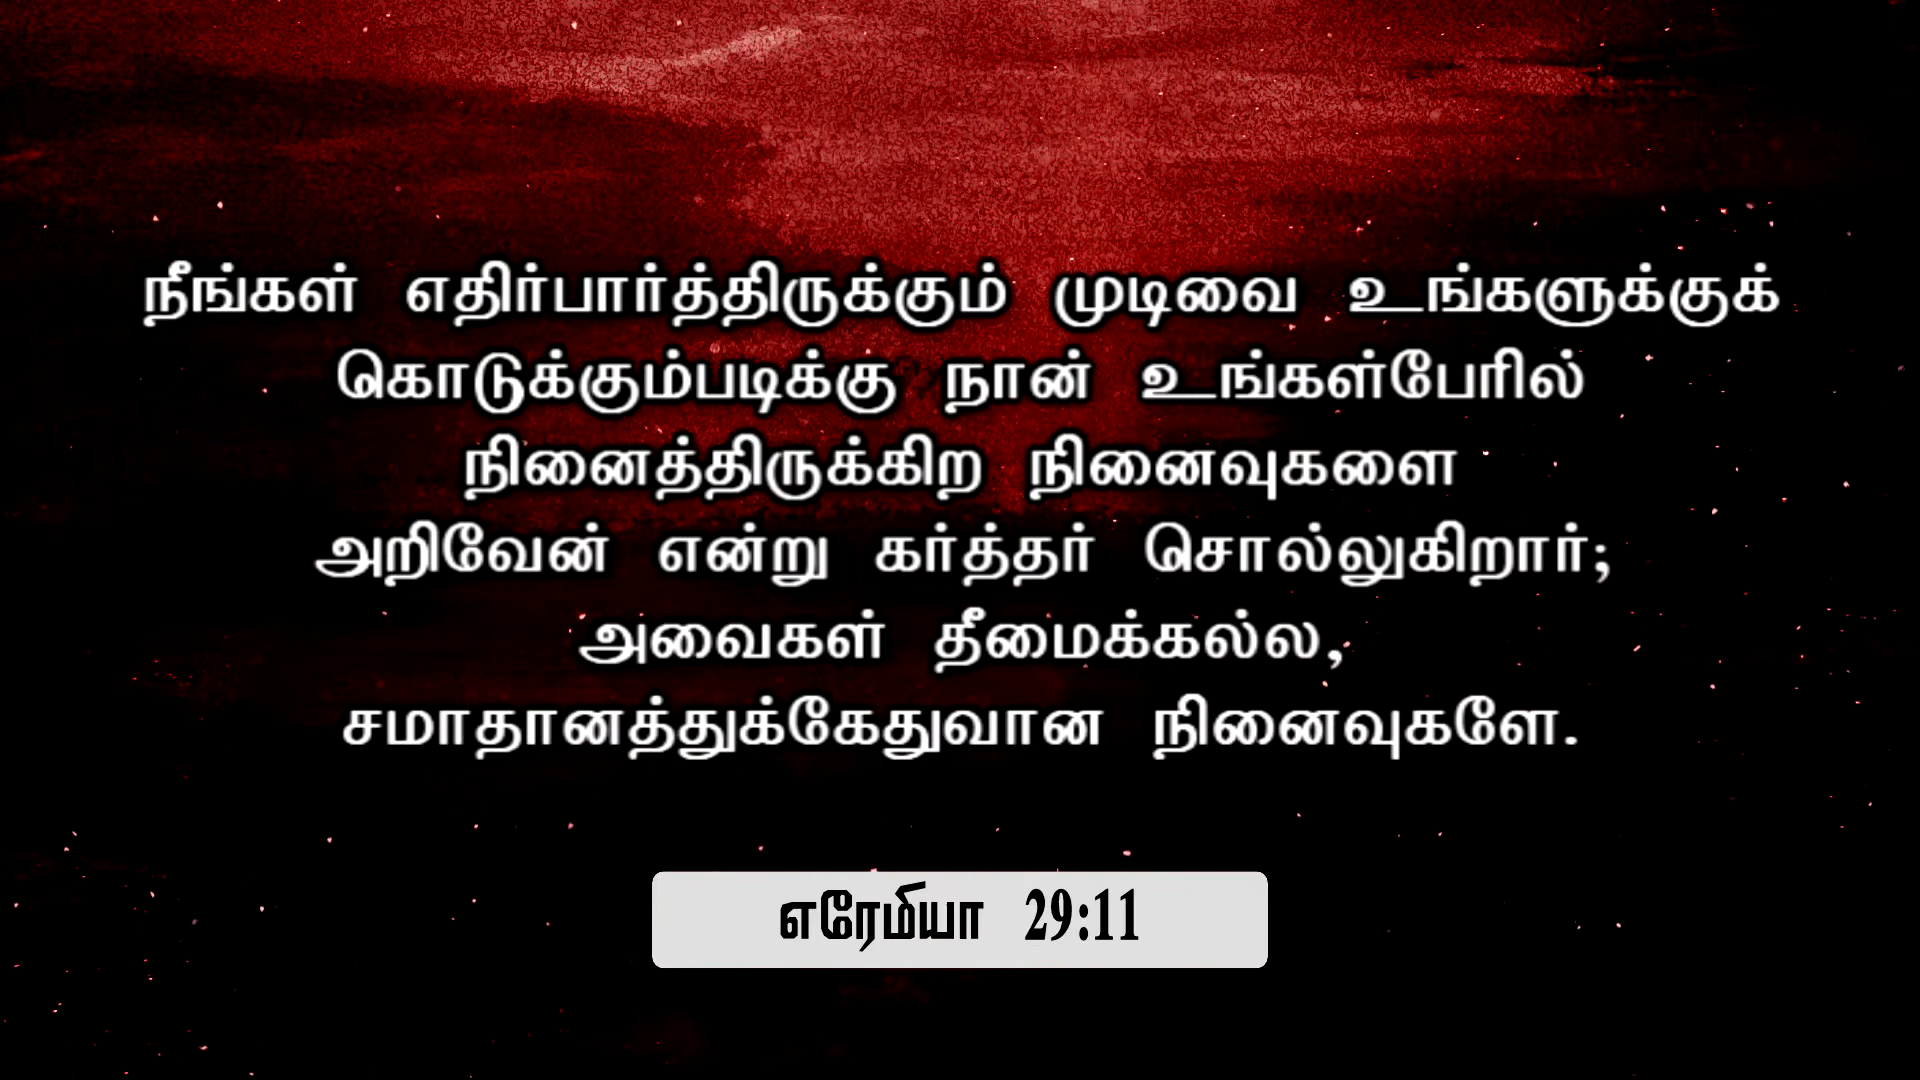 நீங்கள் எதிர்பார்த்திருக்கும் முடிவை உங்களுக்குக்
கொடுக்கும்படிக்கு நான் உங்கள்பேரில்
நினைத்திருக்கிற நினைவுகளை
அறிவேன் என்று கர்த்தர் சொல்லுகிறார்;
அவைகள் தீமைக்கல்ல,
சமாதானத்துக்கேதுவான நினைவுகளே.
எரேமியா 29:11